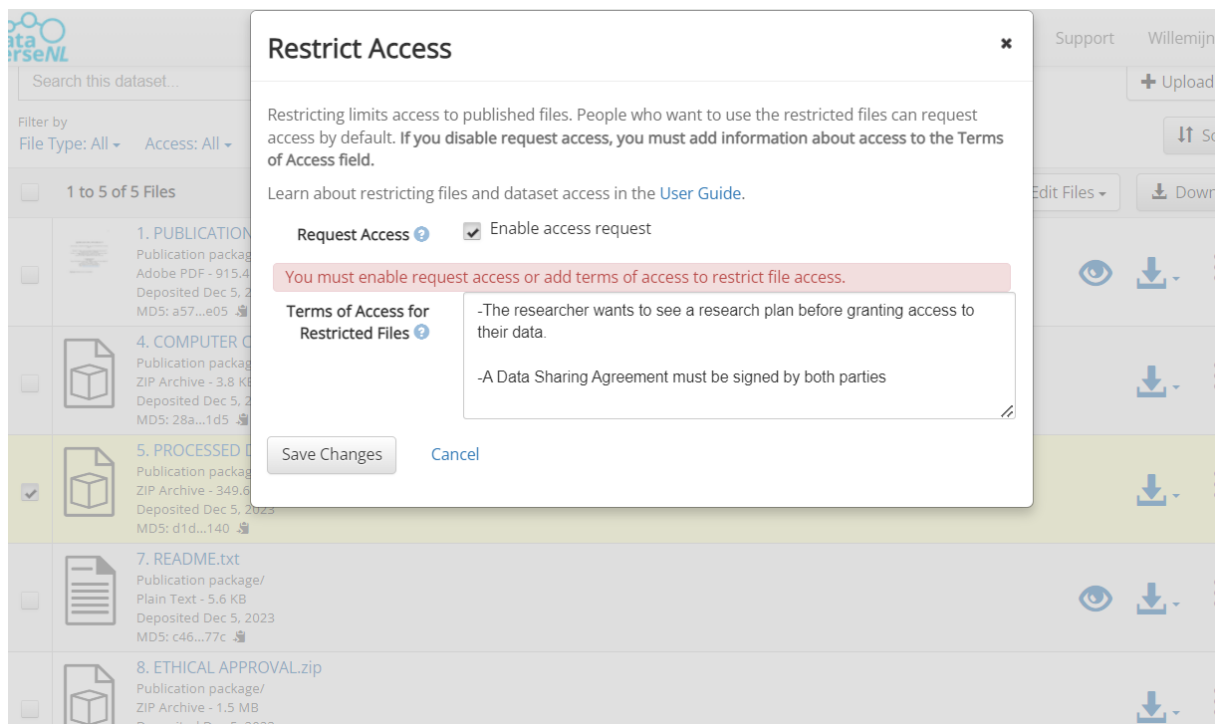 ata
erseNL
Support Willemijn
Search this dataset...
Upload
Filter by
File Type: All Access: All
1 to 5 of 5 Files
Edit Files
Restrict Access
Restricting limits access to published files. People who want to use the restricted files can request
access by default. If you disable request access, you must add information about access to the Terms
of Access field.
Learn about restricting files and dataset access in the User Guide.
Request Access Enable access request
You must enable request access or add terms of access to restrict file access.
Terms of Access for
Restricted Files
-The researcher wants to see a research plan before granting access to
their data.
-A Data Sharing Agreement must be signed by both parties
Save Changes Cancel
1. PUBLICATION
Publication packag
Adobe PDF - 915.4
Deposited Dec 5, 2
MD5: a57...e05
4. COMPUTER C
Publication packag
ZIP Archive - 3.8 KB
Deposited Dec 5, 2
MD5: 28a...1d5
5. PROCESSED D
Publication packag
ZIP Archive - 349.6
Deposited Dec 5, 2023
MD5: d1d...140
7. README.txt
Publication package/
Plain Text - 5.6 KB
Deposited Dec 5, 2023
MD5: c46...77c
8. ETHICAL APPROVAL.zip
Publication package/
ZIP Archive - 1.5 MB